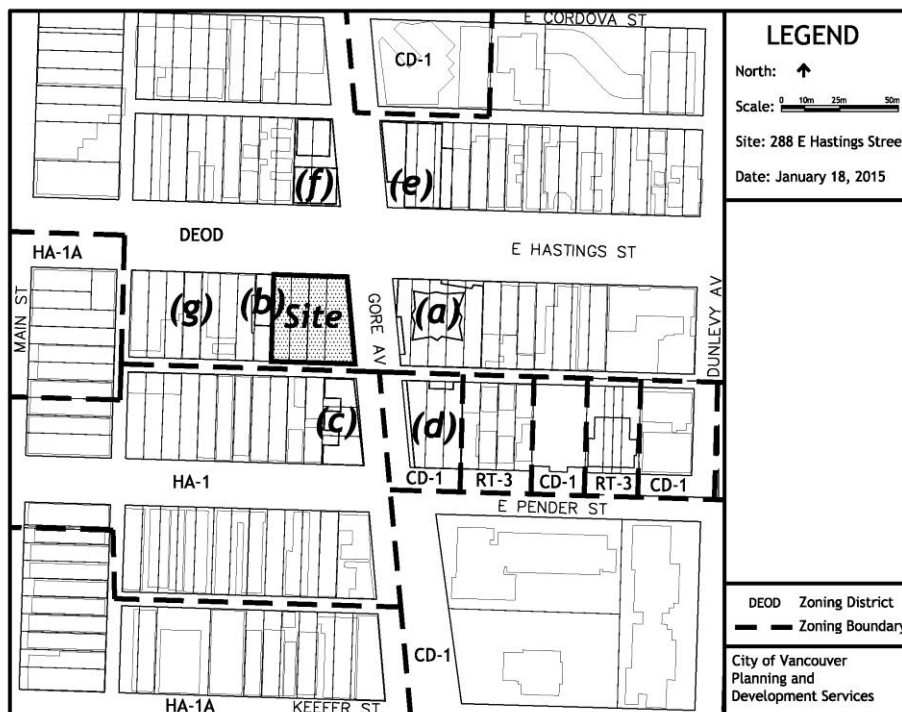 E CORDOVA ST
CD-1
(f)
(e)
DEOD
HA-1A
E HASTINGS ST
MAIN ST
(g)
(b)
Site
GORE AV
(a)
DUNLEVY AV
(c)
(d)
HA-1
CD-1
RT-3
CD-1
RT-3
CD-1
E PENDER ST
CD-1
HA-1A
KEEFER ST
LEGEND
North:
Scale: 0 10m 25m 50m
Site: 288 E Hastings Stree
Date: January 18, 2015
DEOD Zoning District
Zoning Boundary
City of Vancouver
Planning and
Development Services